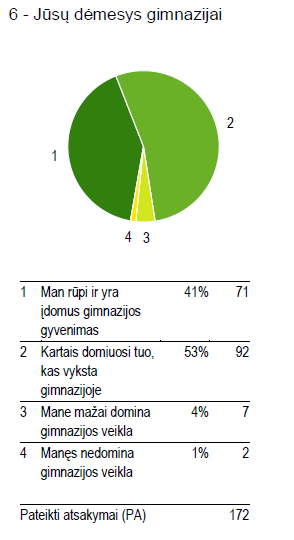 6 - Jūsų dėmesys gimnazijai
2
1
4 3
1 Man rūpi ir yra 41% 71
įdomus gimnazijos
gyvenimas
2 Kartais domiuosi tuo, 53% 92
kas vyksta
gimnazijoje
3 Mane mažai domina 4% 7
gimnazijos veikla
4 Manęs nedomina 1% 2
gimnazijos veikla
Pateikti atsakymai (PA) 172